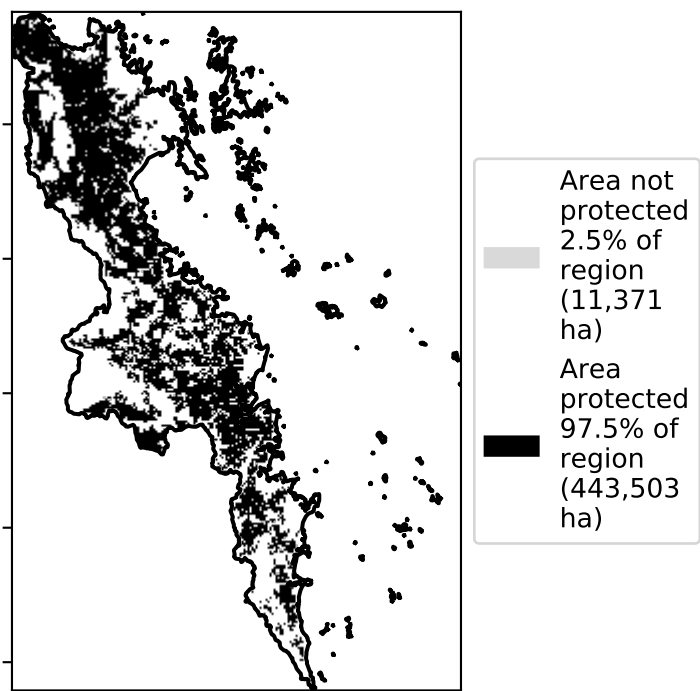 Area not
protected
2.5% of
region
(11,371
ha)
Area
protected
97.5% of
region
(443,503
ha)